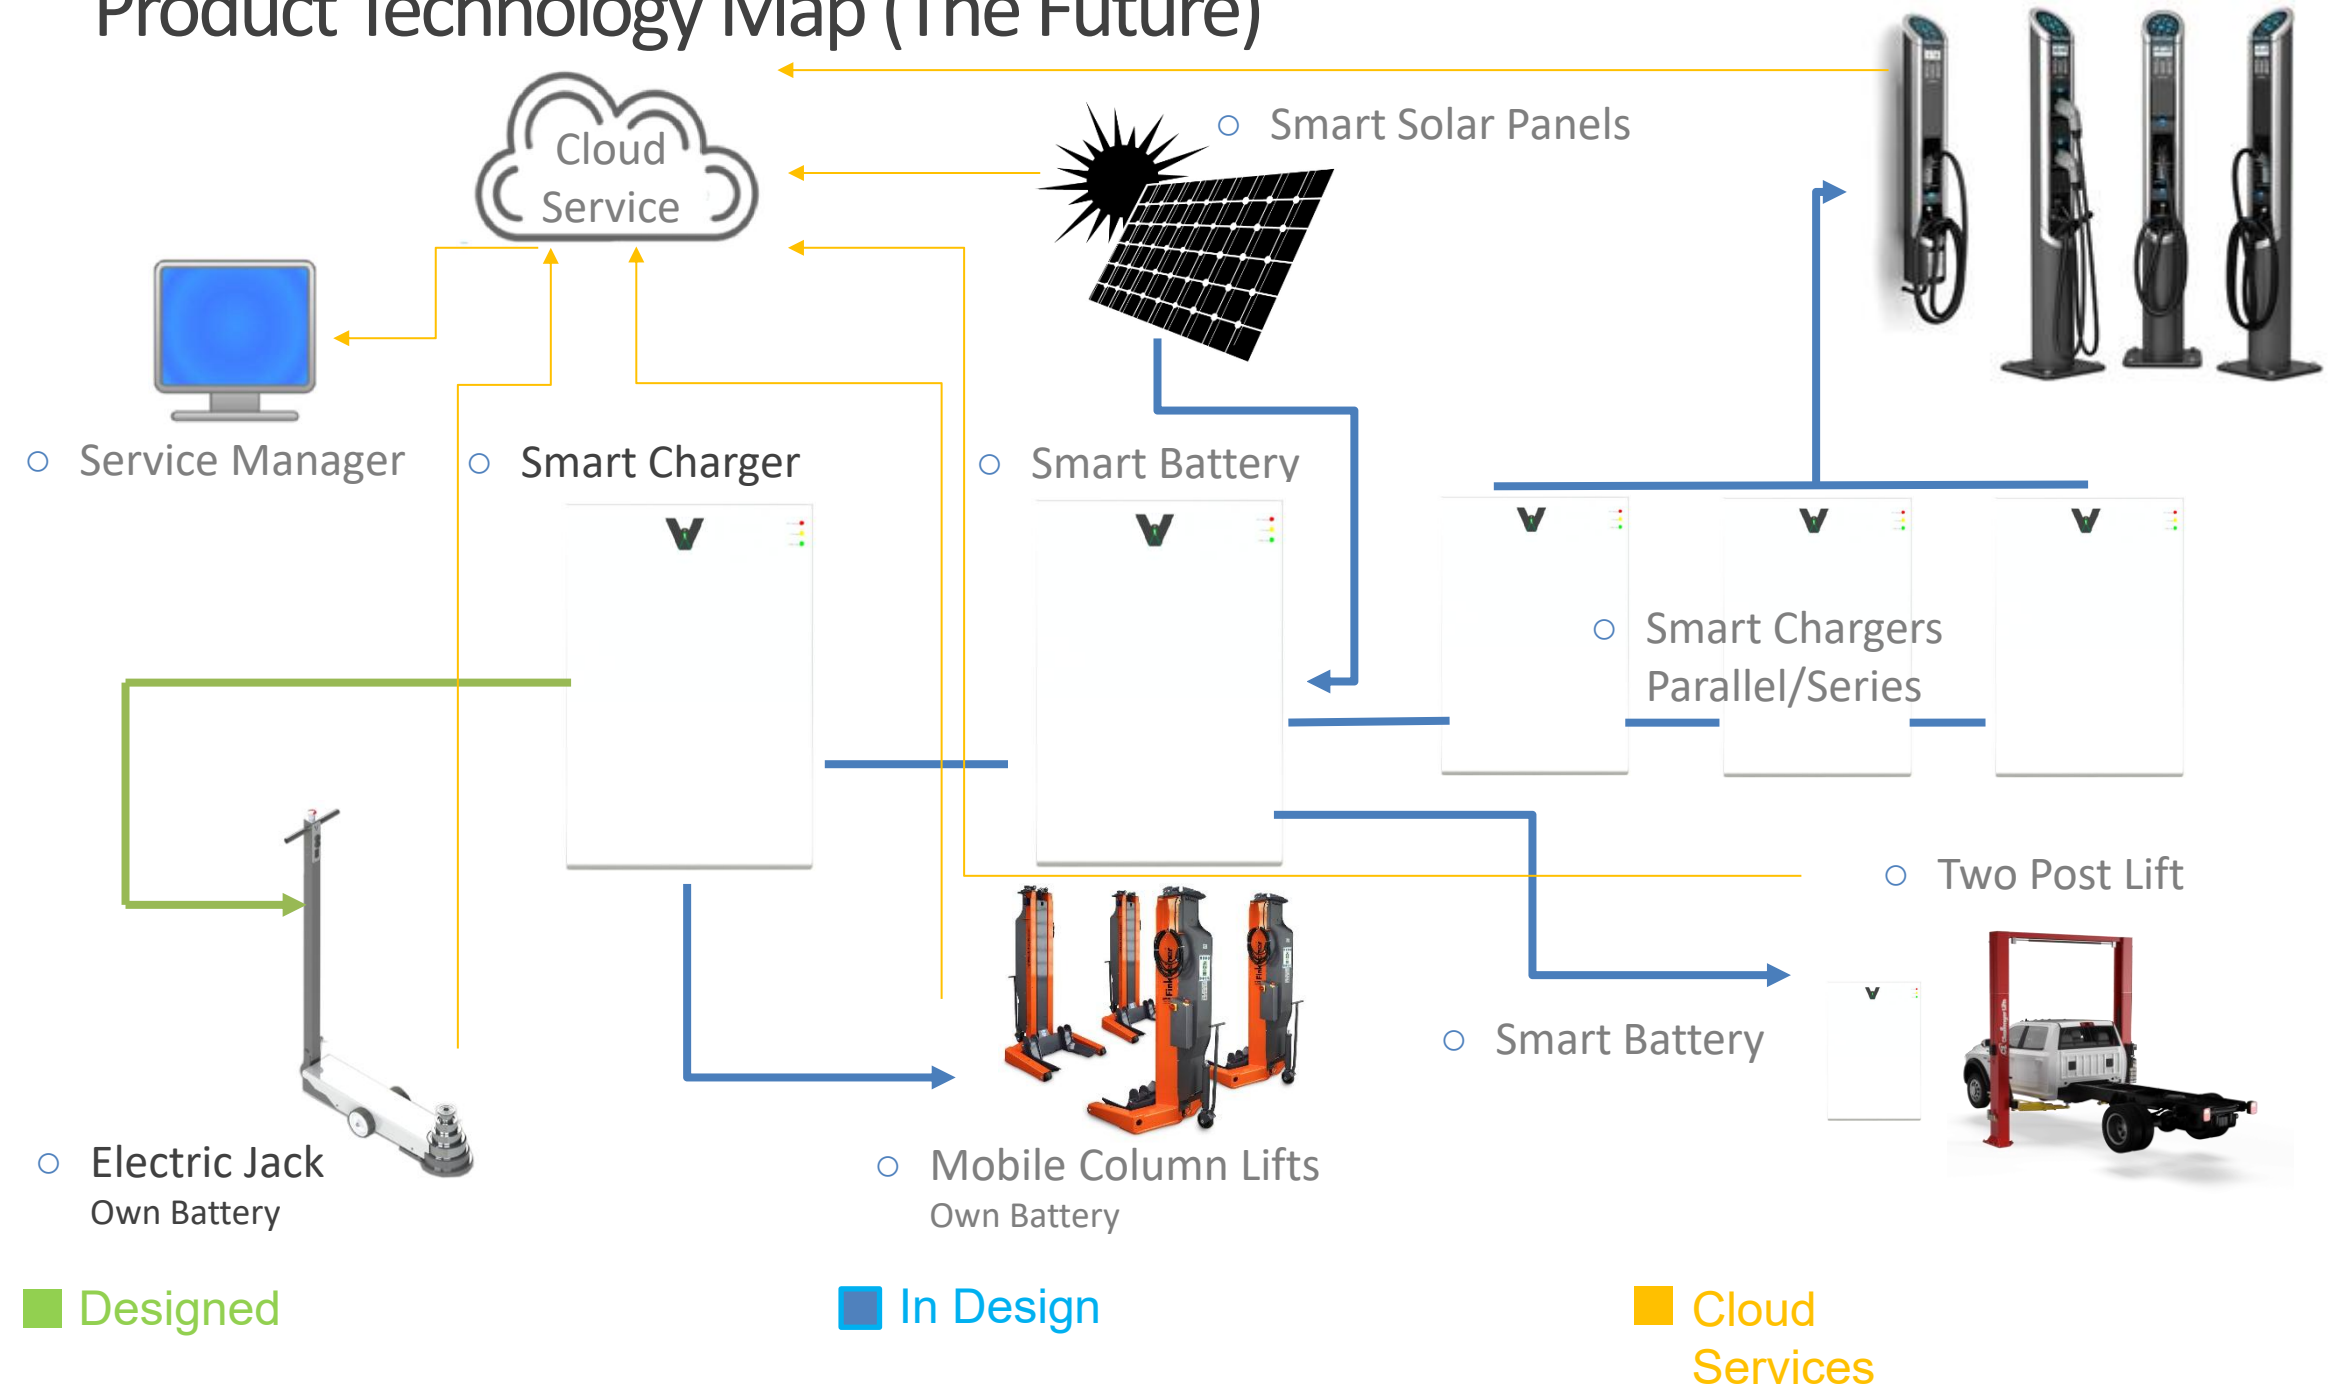 Product Technology Map (The Future)
Cloud
Service
Smart Solar Panels
Service Manager
Smart Charger
Smart Battery
Smart Chargers
Parallel/Series
Two Post Lift
Smart Battery
Electric Jack
Own Battery
Mobile Column Lifts
Own Battery
Designed
In Design
Cloud
Services